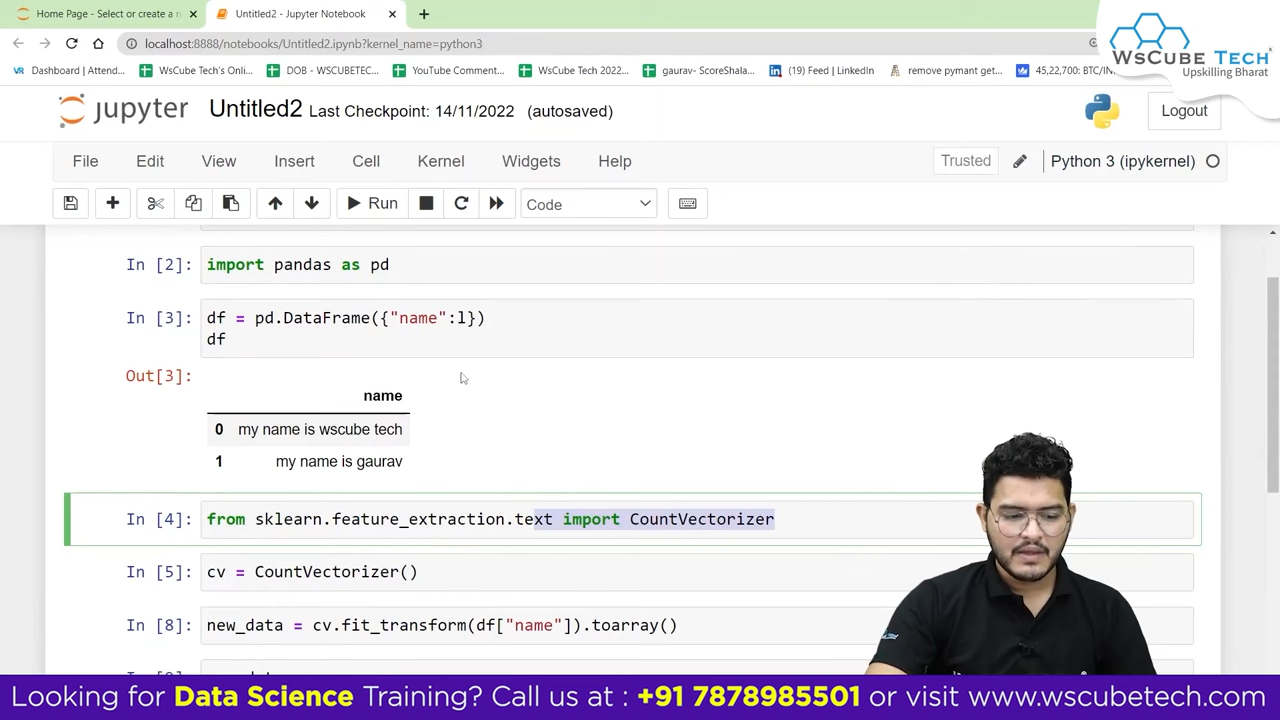 Home Page - Select or create a n
Untitled2 - Jupyter Notebook
localhost:8888/notebooks/Untitled2.ipynb?kernel_name=python3
WsCube Tech
Upskilling Bharat
Dashboard | Attend...
WsCube Tech's Onli...
DOB - WSCUBETEC...
YouTube Comment...
Wscube Tech 2022...
gaurav- ScoreShala...
(19) Feed | LinkedIn
remove pymant get...
45,22,700: BTC/IN
jupyter Untitled2 Last Checkpoint: 14/11/2022 (autosaved)
Logout
File Edit View Insert Cell Kernel Widgets Help
Trusted
Python 3 (ipykernel)
Run
Code
In [2]: import pandas as pd
In [3]: df = pd.DataFrame({"name":l})
df
Out[3]:
name
0 my name is wscube tech
1 my name is gaurav
In [4]: from sklearn.feature_extraction.text import CountVectorizer
In [5]: cv = CountVectorizer()
In [8]: new_data = cv.fit_transform(df["name"]).toarray()
Looking for Data Science Training? Call us at : +91 7878985501 or visit www.wscubetech.com